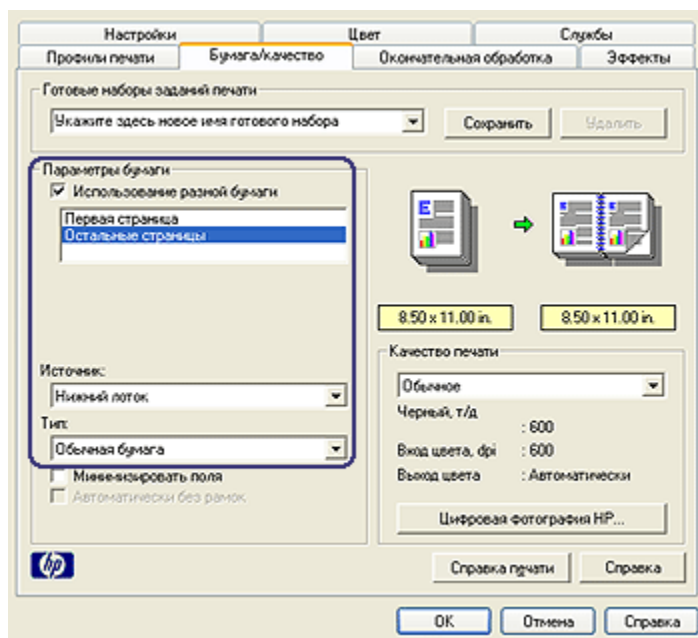 Настройки Цвет Службы
Профили печати Бумага/качество Окончательная обработка Эффекты
Готовые наборы заданий печати
Укажите здесь новое имя готового набора Сохранить Удалить
Параметры бумаги
Использование разной бумаги
Первая страница
Остальные страницы
8.50 x 11.00 in. 8.50 x 11.00 in.
Качество печати
Источник:
Обычное
Нижний лоток
Черный, т/д
: 600
Тип:
Обычная бумага
Вход цвета, dpi : 600
Минимизировать поля
Выход цвета : Автоматически
Автоматически без рамок
Цифровая фотография HP...
hp
Справка печати Справка
OK Отмена Справка